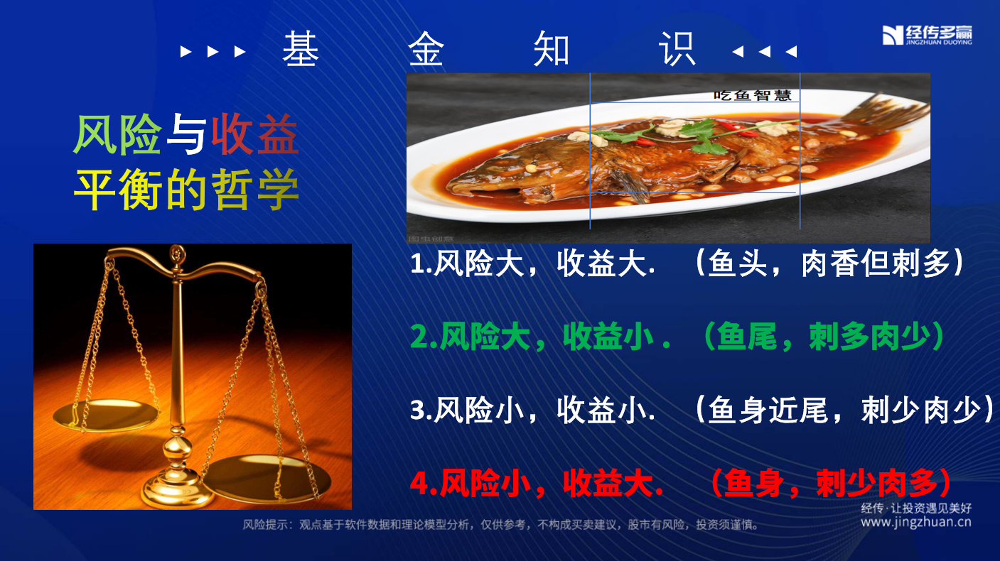 基金知识
经传多赢
JINGZHUAN DUOYING
风险与收益
平衡的哲学
吃鱼智慧
图虫创意
1.风险大，收益大. （鱼头，肉香但刺多）
2.风险大，收益小 . （鱼尾，刺多肉少）
3.风险小，收益小. （鱼身近尾，刺少肉少）
4.风险小，收益大. （鱼身，刺少肉多）
经传·让投资遇见美好
www.jingzhuan.cn
风险提示：观点基于软件数据和理论模型分析，仅供参考，不构成买卖建议，股市有风险，投资须谨慎。